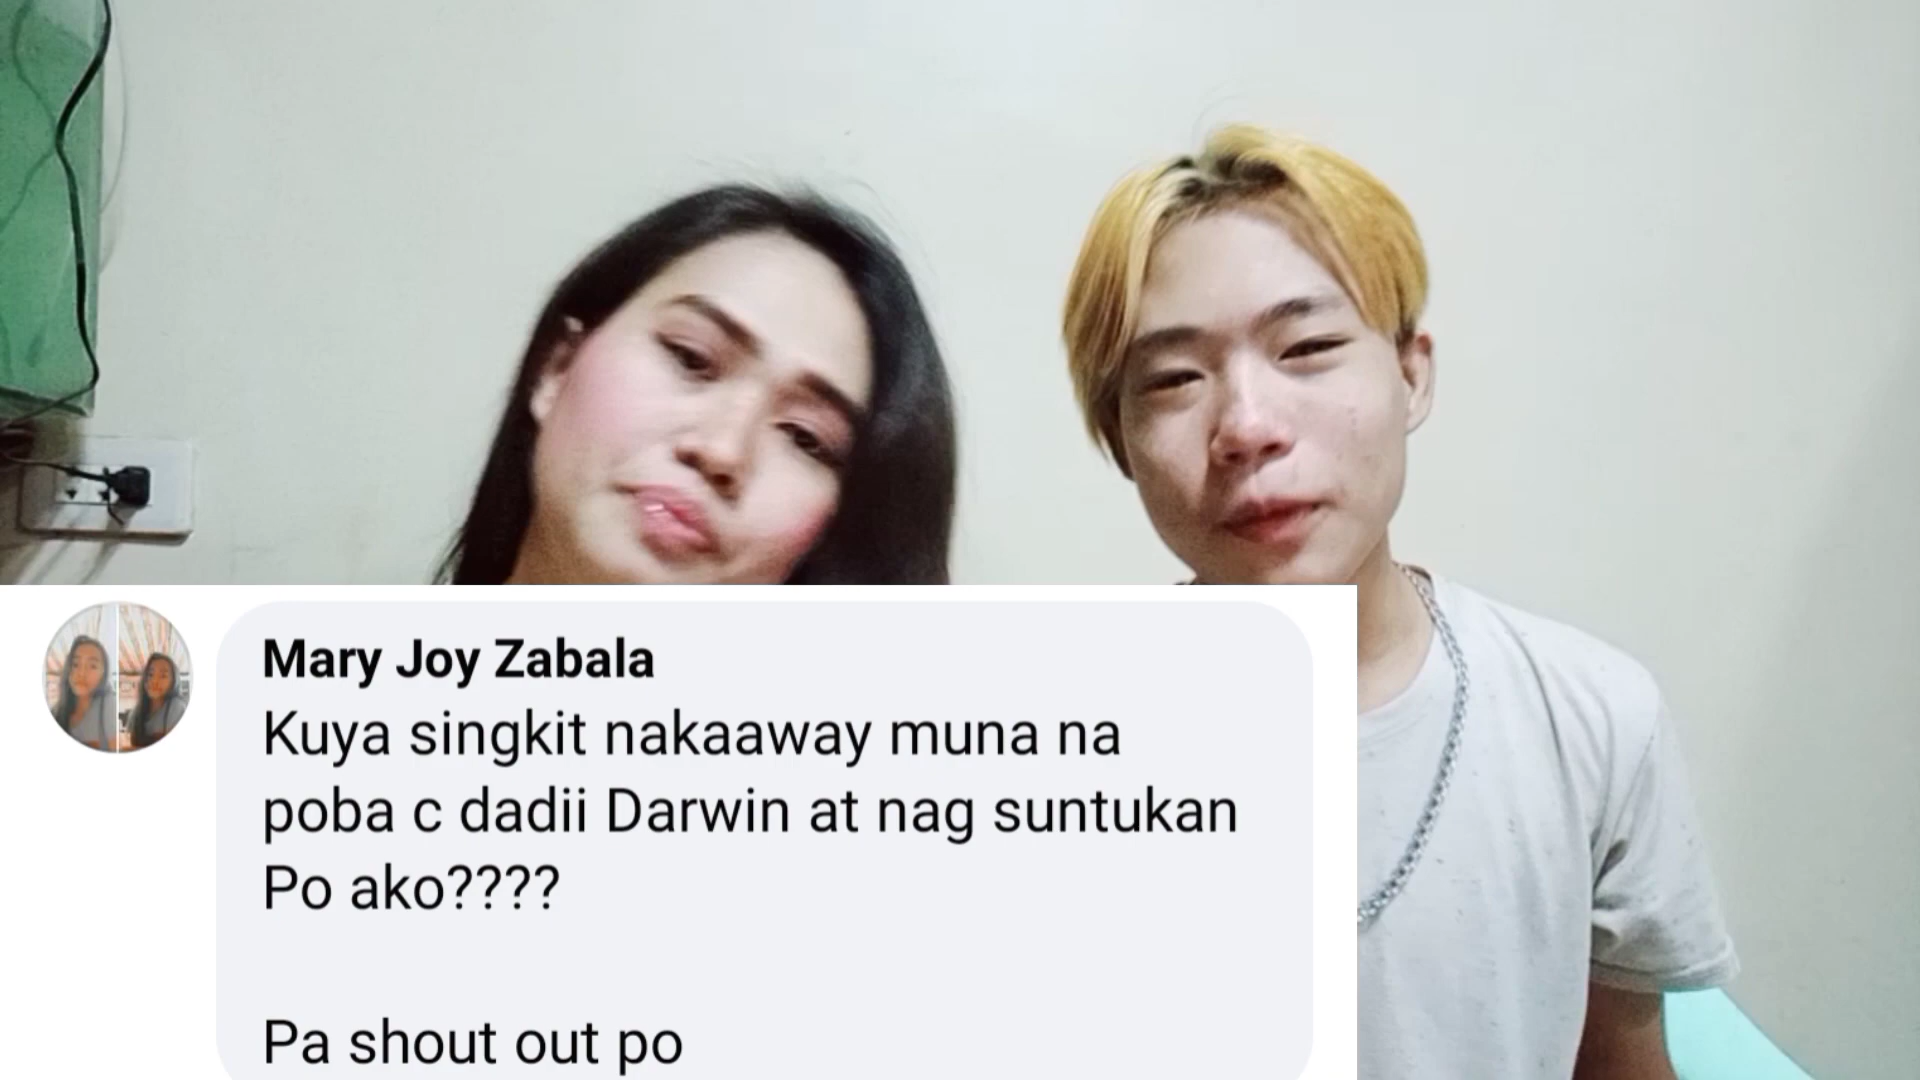 Mary Joy Zabala
Kuya singkit nakaaway muna na
poba c dadii Darwin at nag suntukan
Po ako????
Pa shout out po